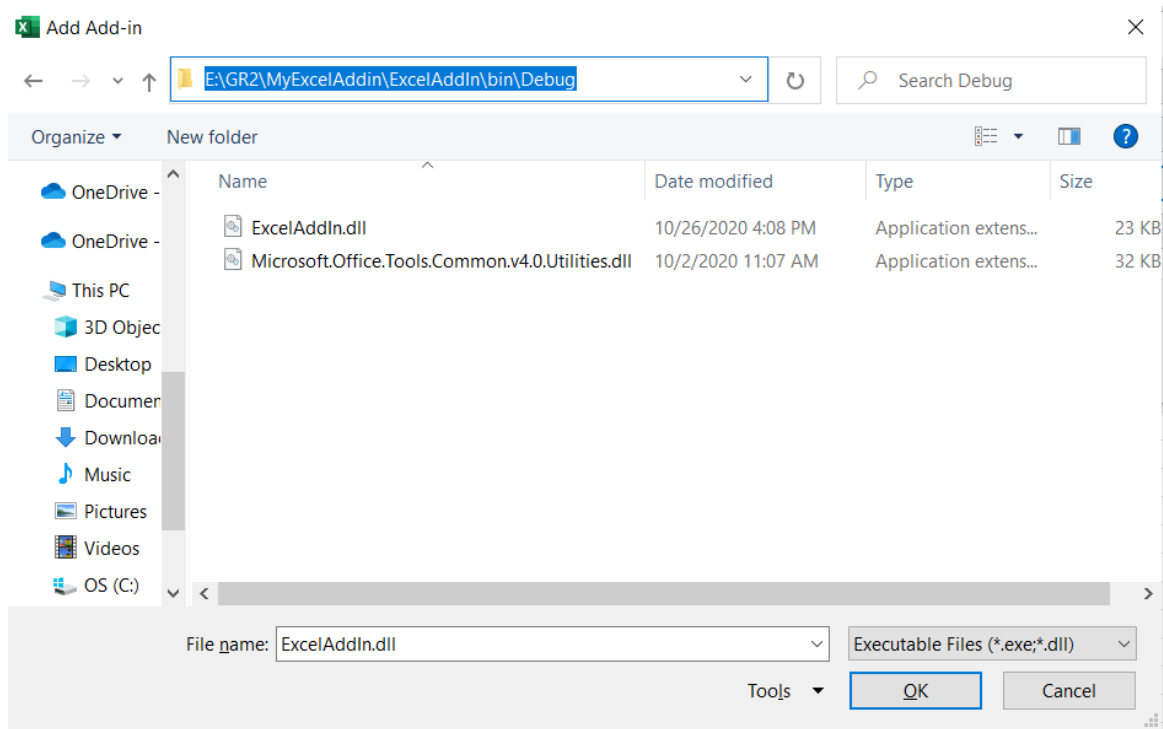 Add Add-in
E:\GR2\MyExcelAddin\ExcelAddIn\bin\Debug
Search Debug
Organize
New folder
?
Name
Date modified
Type
Size
OneDrive -
OneDrive -
This PC
3D Objec
Desktop
Documen
Downloa
Music
Pictures
Videos
OS (C:)
ExcelAddIn.dll 10/26/2020 4:08 PM Application extens... 23 KB
Microsoft.Office.Tools.Common.v4.0.Utilities.dll 10/2/2020 11:07 AM Application extens... 32 KB
File name: ExcelAddIn.dll Executable Files (*.exe;*.dll)
Tools OK Cancel